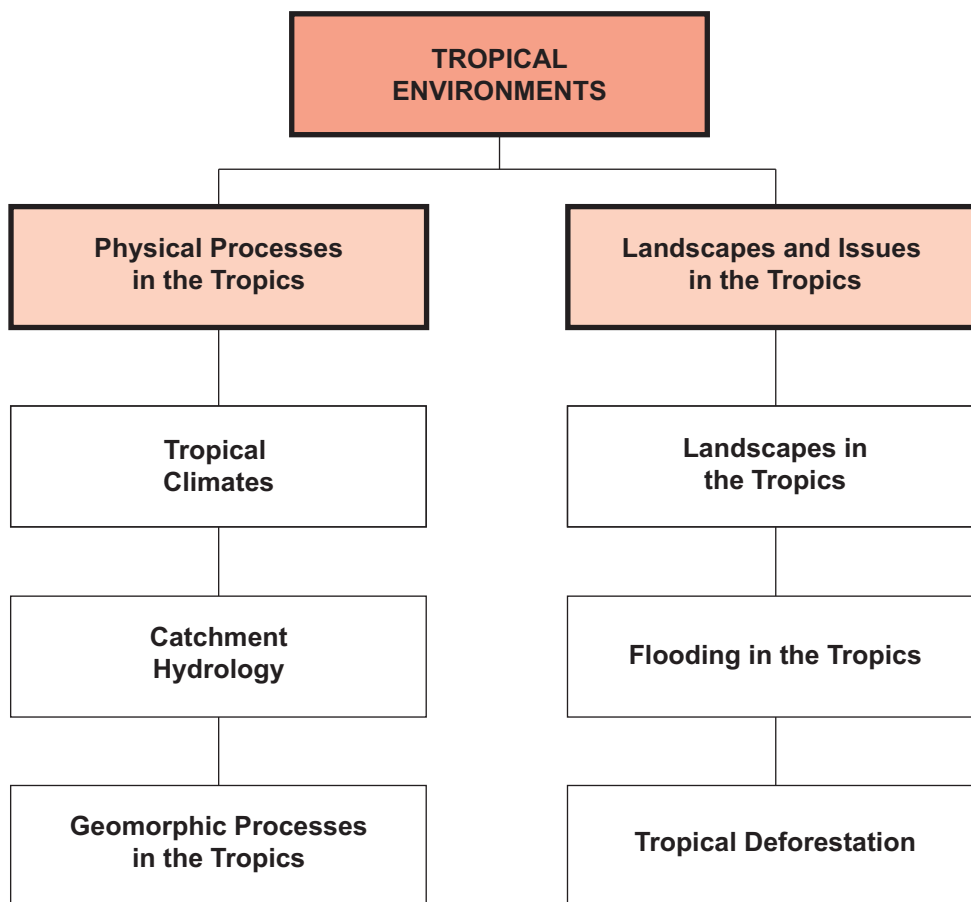 TROPICAL
ENVIRONMENTS
Physical Processes
in the Tropics
Tropical
Climates
Catchment
Hydrology
Geomorphic Processes
in the Tropics
Landscapes and Issues
in the Tropics
Landscapes in
the Tropics
Flooding in the Tropics
Tropical Deforestation